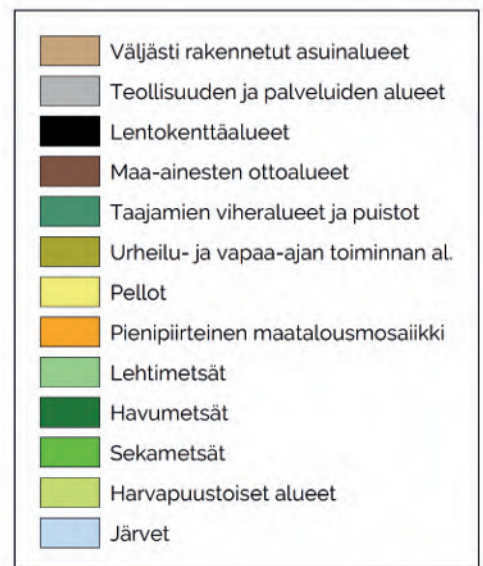 Väljästi rakennetut asuinalueet
Teollisuuden ja palveluiden alueet
Lentokenttäalueet
Maa-ainesten ottoalueet
Taajamien viheralueet ja puistot
Urheilu- ja vapaa-ajan toiminnan al.
Pellot
Pienipiirteinen maatalousmosaiikki
Lehtimetsät
Havumetsät
Sekametsät
Harvapuustoiset alueet
Järvet